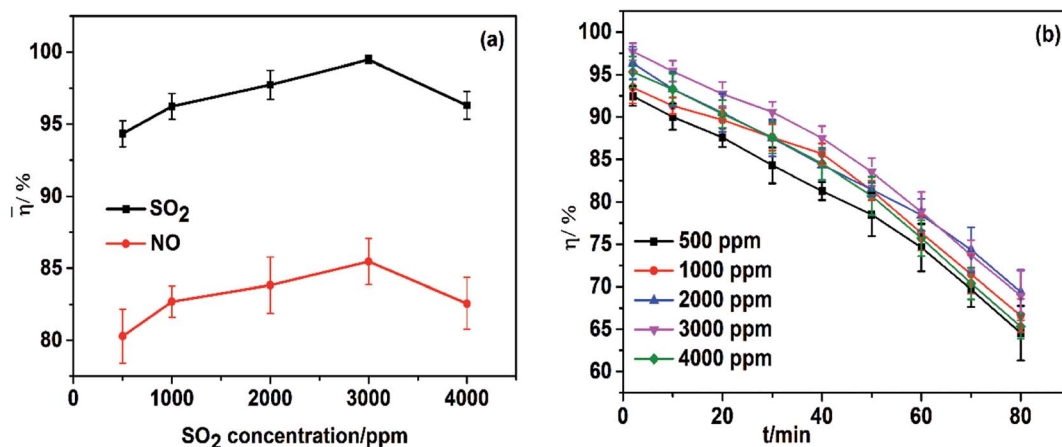 (a)
100
95
90
85
80
η̄/ %
SO2
NO
0 1000 2000 3000 4000
SO2 concentration/ppm
(b)
100
95
90
85
80
75
70
65
60
η/ %
500 ppm
1000 ppm
2000 ppm
3000 ppm
4000 ppm
0 20 40 60 80
t/min